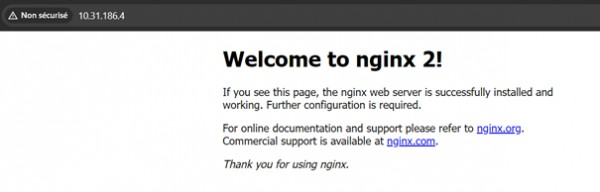 Non sécurisé 10.31.186.4
Welcome to nginx 2!
If you see this page, the nginx web server is successfully installed and
working. Further configuration is required.
For online documentation and support please refer to nginx.org.
Commercial support is available at nginx.com.
Thank you for using nginx.